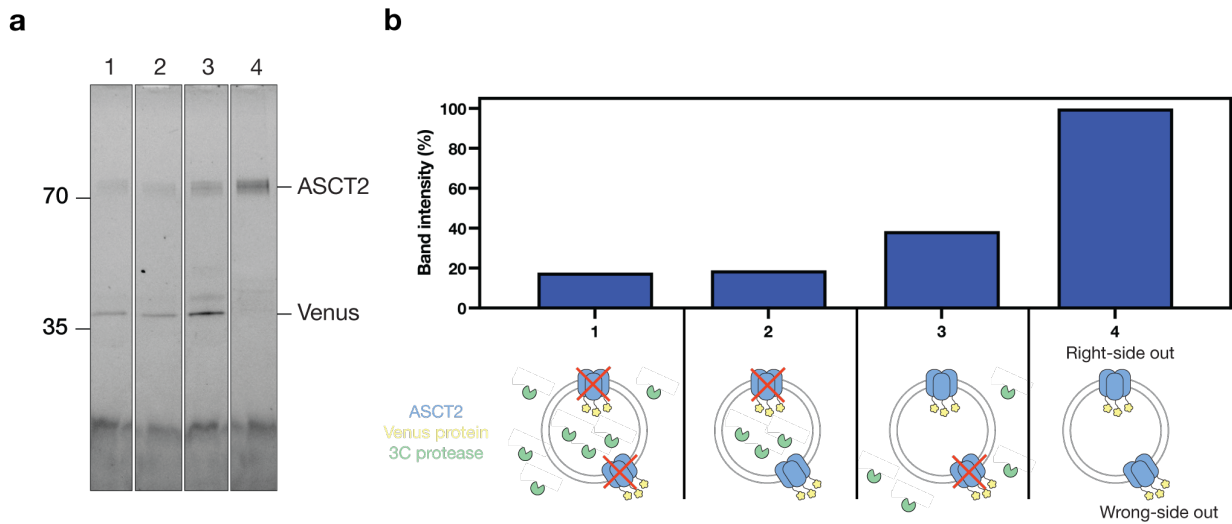 a
b
1 2 3 4
70
35
ASCT2
Venus
Band intensity (%)
100
80
60
40
20
0
1 2 3 4
Right-side out
ASCT2
Venus protein
3C protease
Wrong-side out